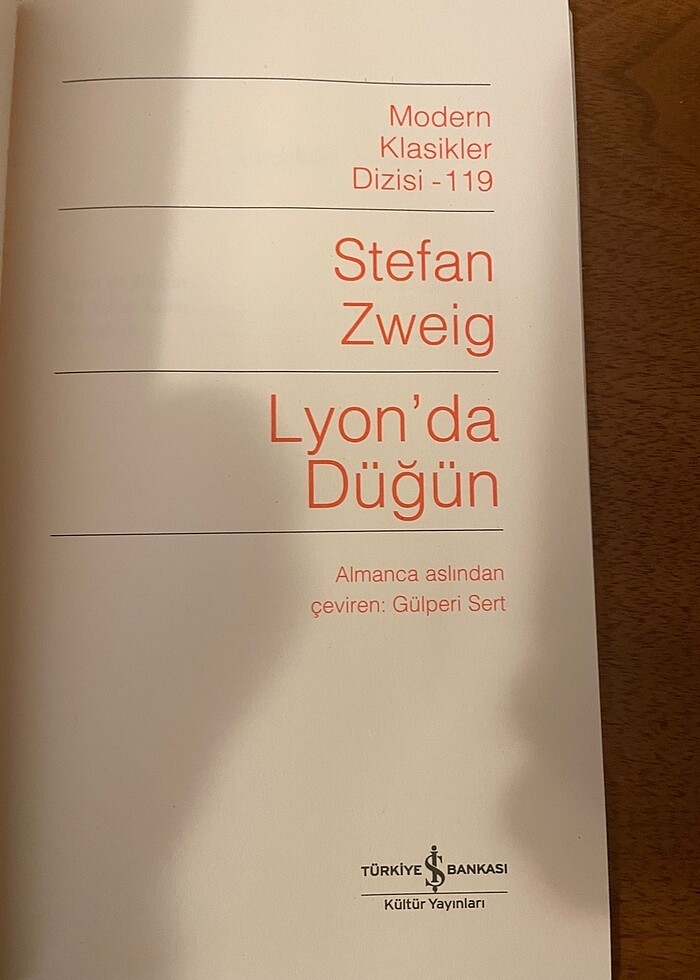 Modern
Klasikler
Dizisi -119
Stefan
Zweig
Lyon'da
Düğün
Almanca aslından
çeviren: Gülperi Sert
TÜRKİYE İŞ BANKASI
Kültür Yayınları